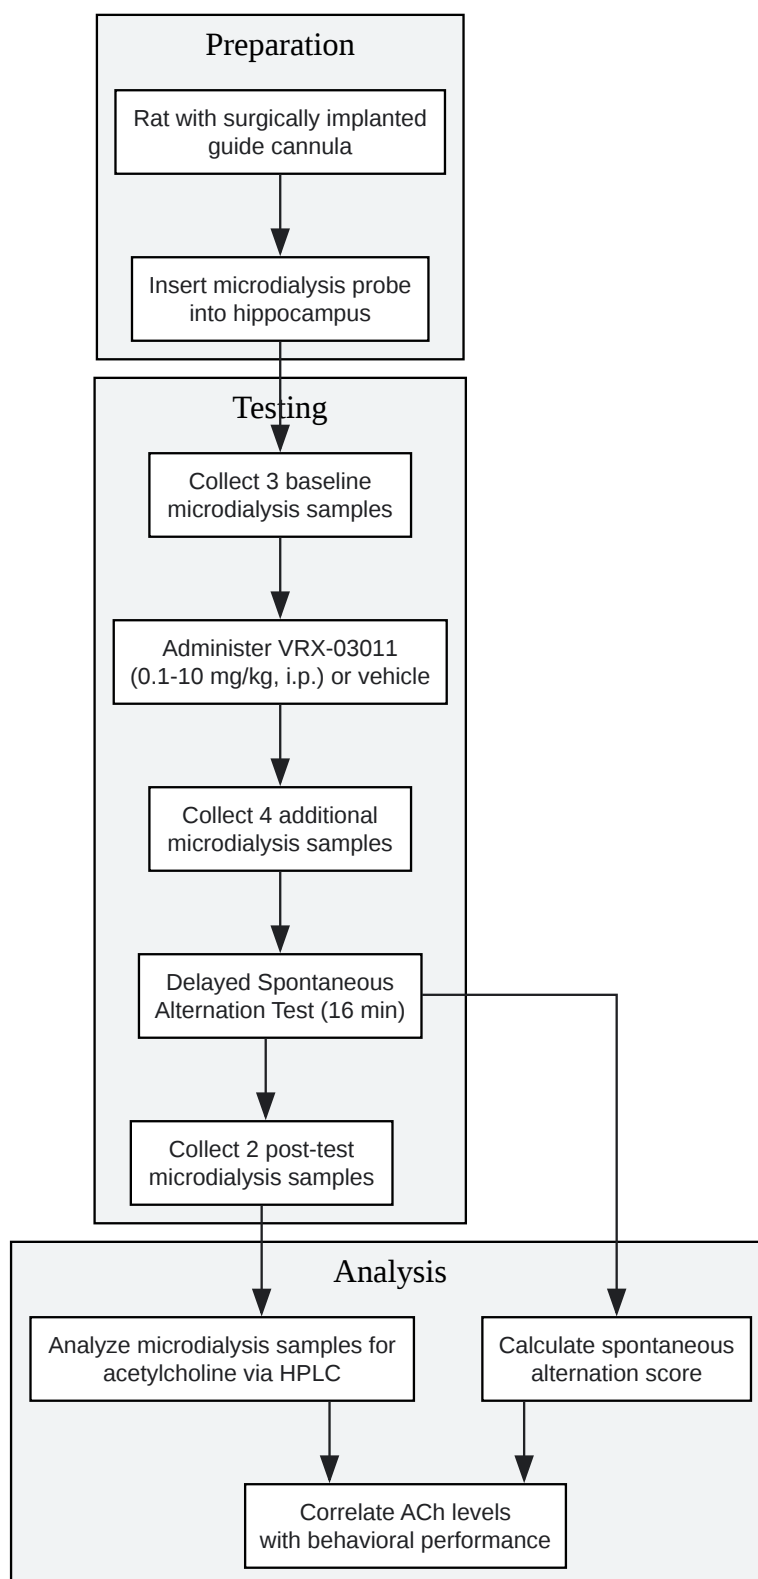 Preparation
Rat with surgically implanted
guide cannula
Insert microdialysis probe
into hippocampus
Testing
Collect 3 baseline
microdialysis samples
Administer VRX-03011
(0.1-10 mg/kg, i.p.) or vehicle
Collect 4 additional
microdialysis samples
Delayed Spontaneous
Alternation Test (16 min)
Collect 2 post-test
microdialysis samples
Analysis
Analyze microdialysis samples for
acetylcholine via HPLC
Calculate spontaneous
alternation score
Correlate ACh levels
with behavioral performance